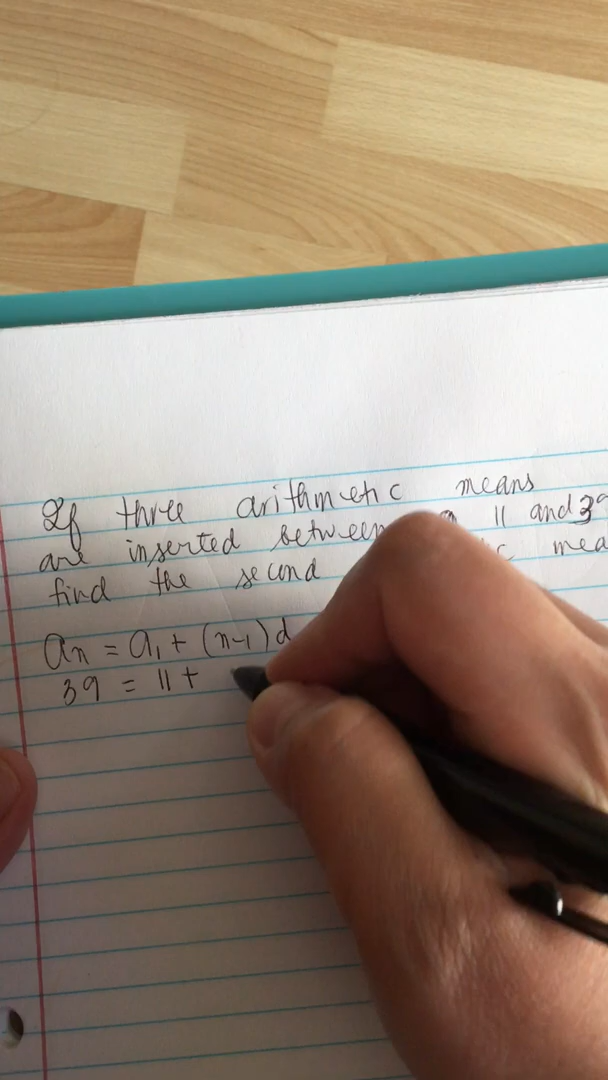 If three arithmetic means
are inserted between 11 and 39
find the second
an = a1 + (n-1)d
39 = 11 +